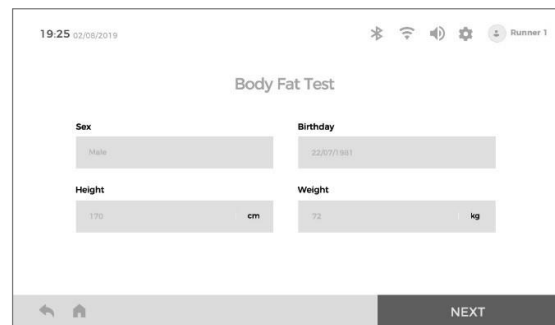 19:25 02/08/2019 Runner 1
Body Fat Test
Sex Birthday
Male 22/07/1981
Height Weight
170 cm 72 kg
NEXT